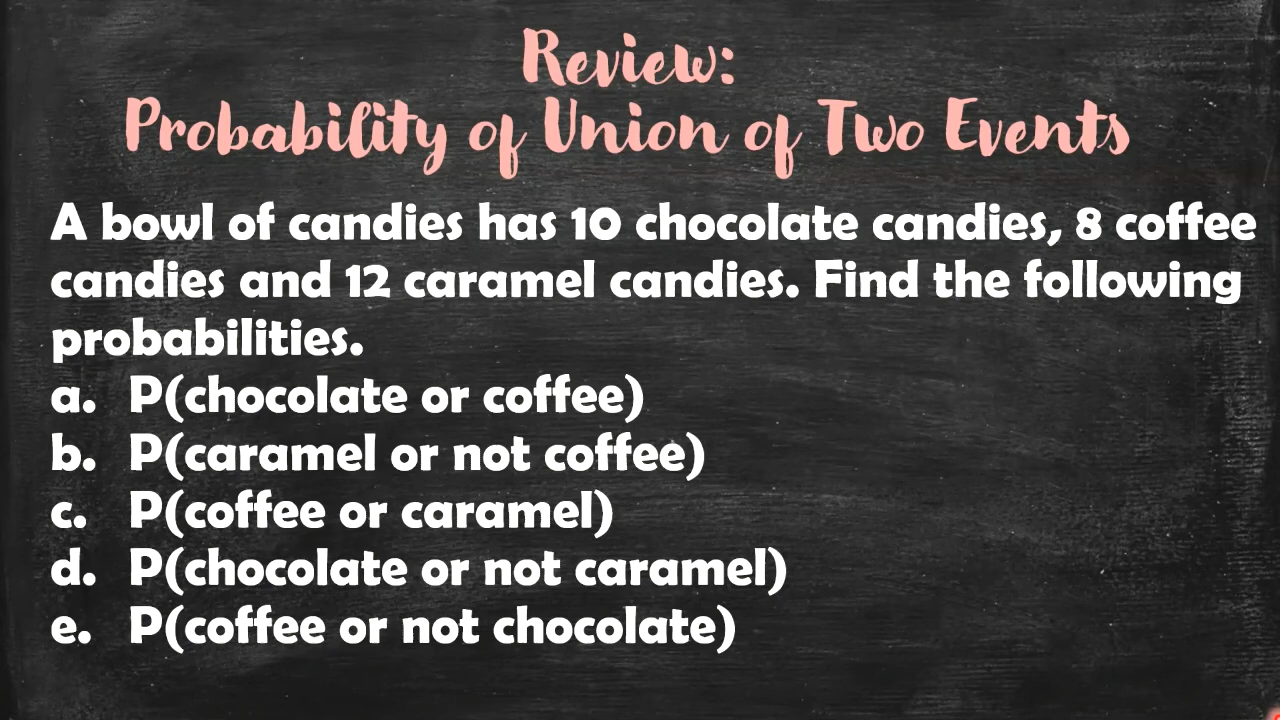 Review:
Probability of Union of Two Events
A bowl of candies has 10 chocolate candies, 8 coffee
candies and 12 caramel candies. Find the following
probabilities.
a. P(chocolate or coffee)
b. P(caramel or not coffee)
c. P(coffee or caramel)
d. P(chocolate or not caramel)
e. P(coffee or not chocolate)